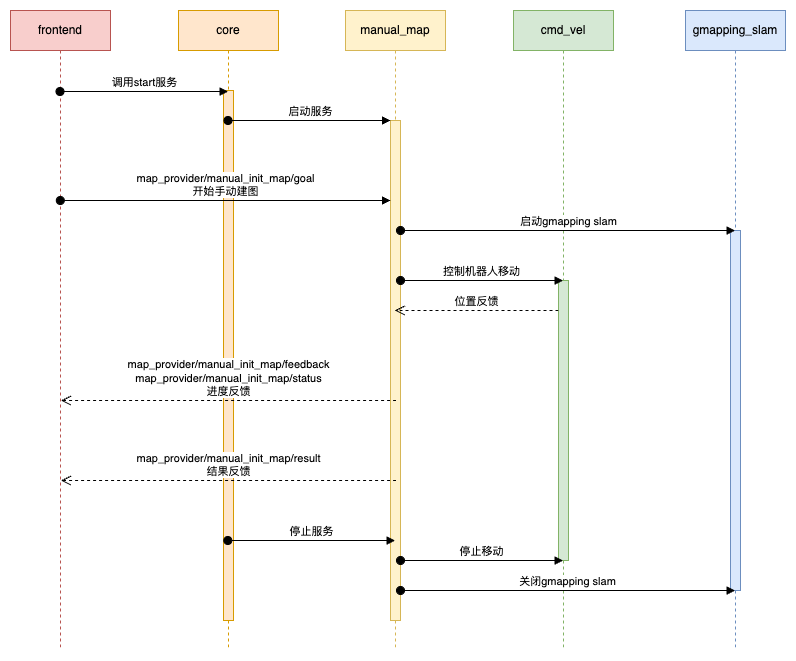 frontend
core
manual_map
cmd_vel
gmapping_slam
调用start服务
启动服务
map_provider/manual_init_map/goal
开始手动建图
启动gmapping slam
控制机器人移动
位置反馈
map_provider/manual_init_map/feedback
map_provider/manual_init_map/status
进度反馈
map_provider/manual_init_map/result
结果反馈
停止服务
停止移动
关闭gmapping slam